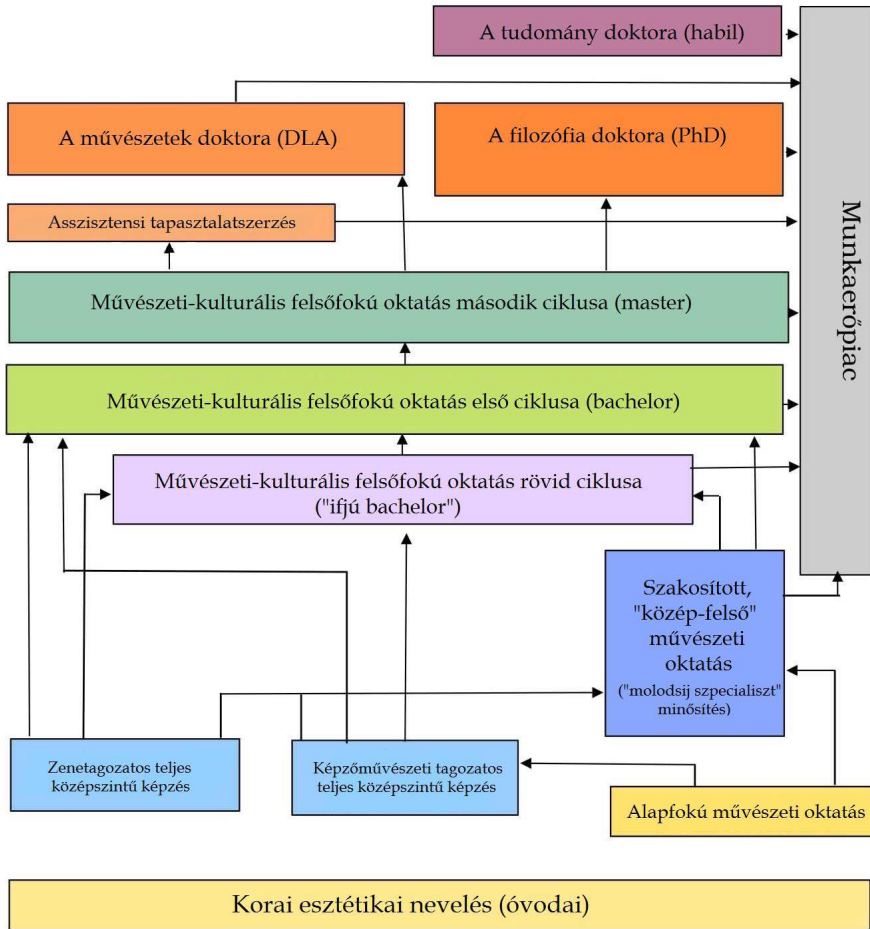 A tudomány doktora (habil)
A művészetek doktora (DLA)
A filozófia doktora (PhD)
Asszisztensi tapasztalatszerzés
Munkaerőpiac
Művészeti-kulturális felsőfokú oktatás második ciklusa (master)
Művészeti-kulturális felsőfokú oktatás első ciklusa (bachelor)
Művészeti-kulturális felsőfokú oktatás rövid ciklusa
("ifjú bachelor")
Szakosított,
"közép-felső"
művészeti
oktatás
("molodsij szpecialiszt"
minősítés)
Zenetagozatos teljes
középszintű képzés
Képzőművészeti tagozatos
teljes középszintű képzés
Alapfokú művészeti oktatás
Korai esztétikai nevelés (óvodai)